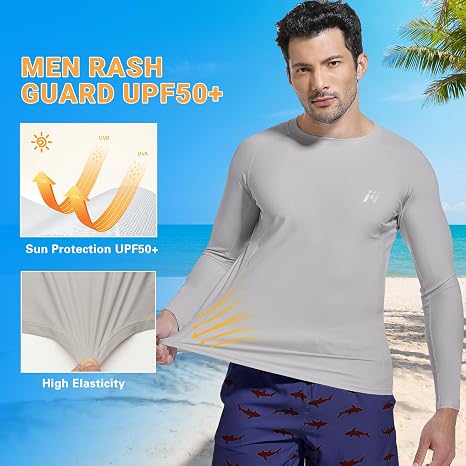 MEN RASH
GUARD UPF50+
UVB
UVA
Sun Protection UPF50+
High Elasticity